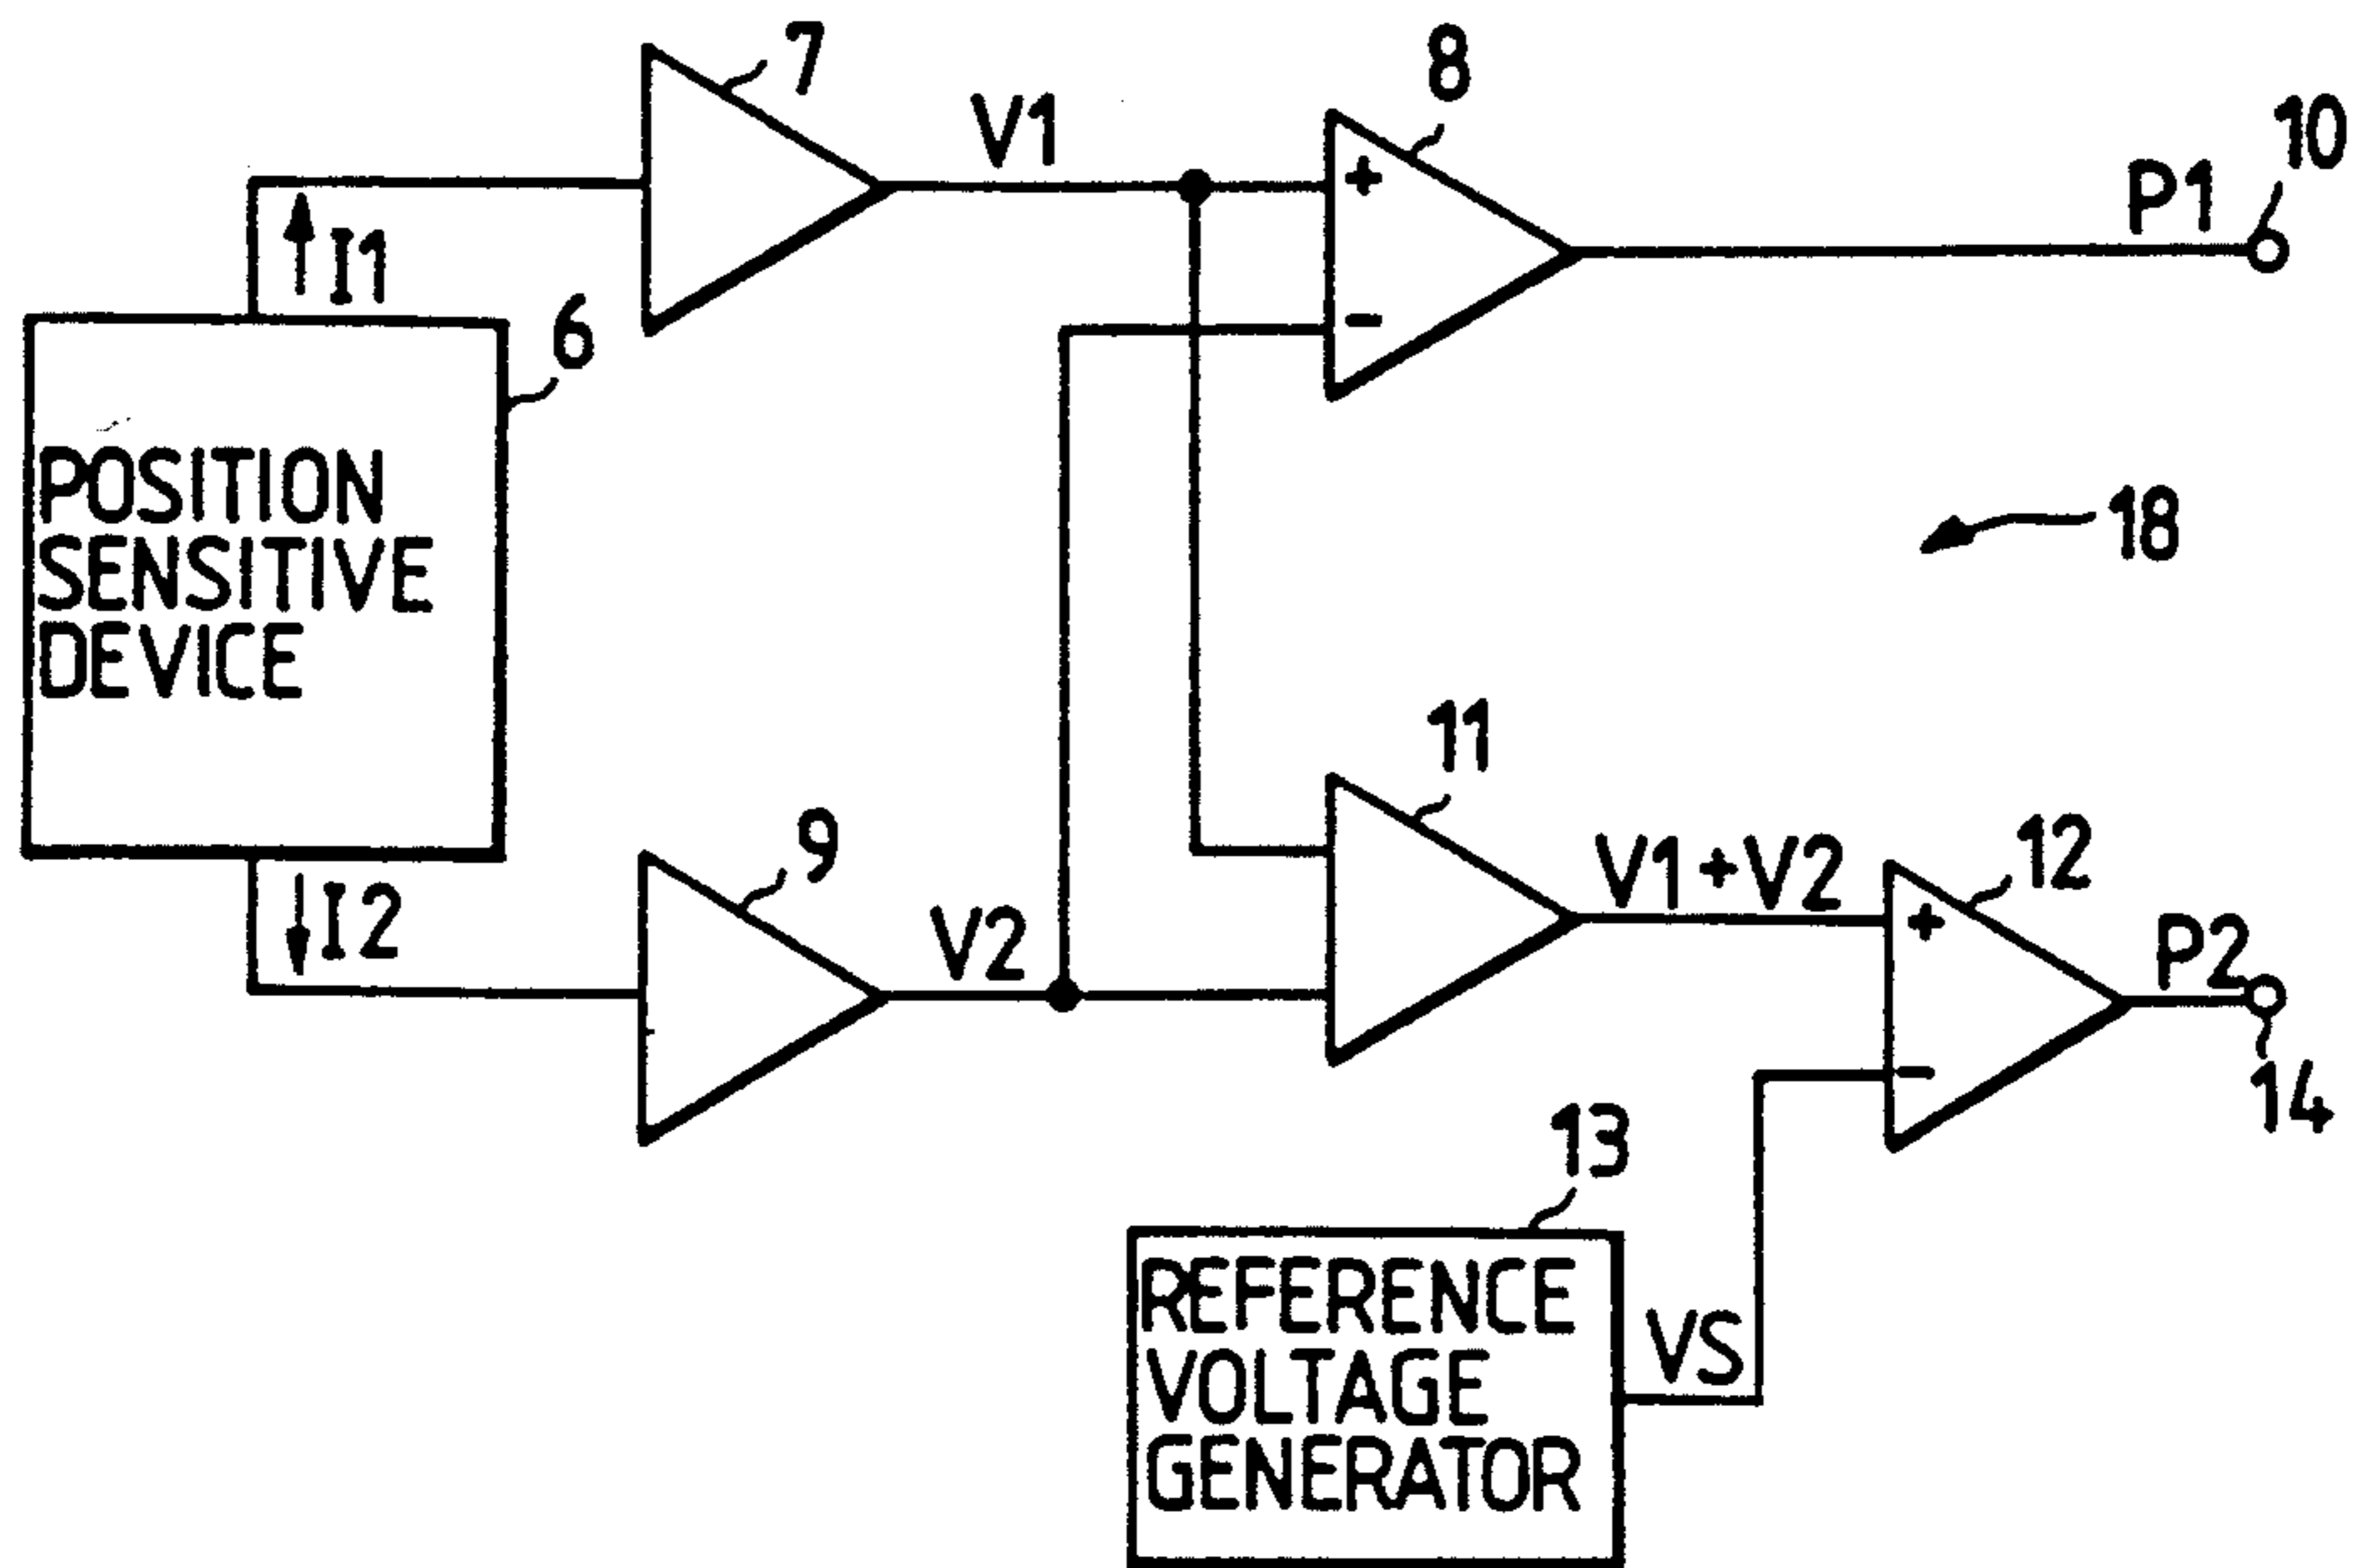 7
V1
8
P1
10
I1
6
POSITION
SENSITIVE
DEVICE
+
-
18
11
9
I2
V2
V1+V2
12
+
-
P2
14
13
REFERENCE
VOLTAGE
GENERATOR
VS